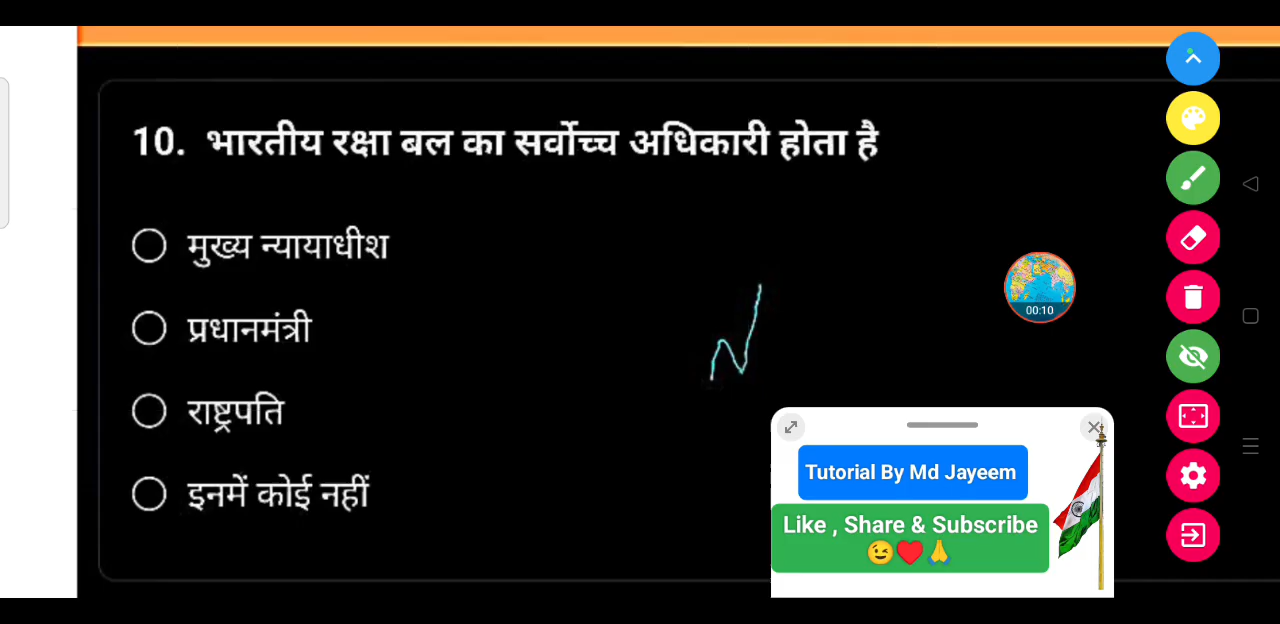 10. भारतीय रक्षा बल का सर्वोच्च अधिकारी होता है
मुख्य न्यायाधीश
प्रधानमंत्री
राष्ट्रपति
इनमें कोई नहीं
00:10
Tutorial By Md Jayeem
Like , Share & Subscribe
😉❤️🙏